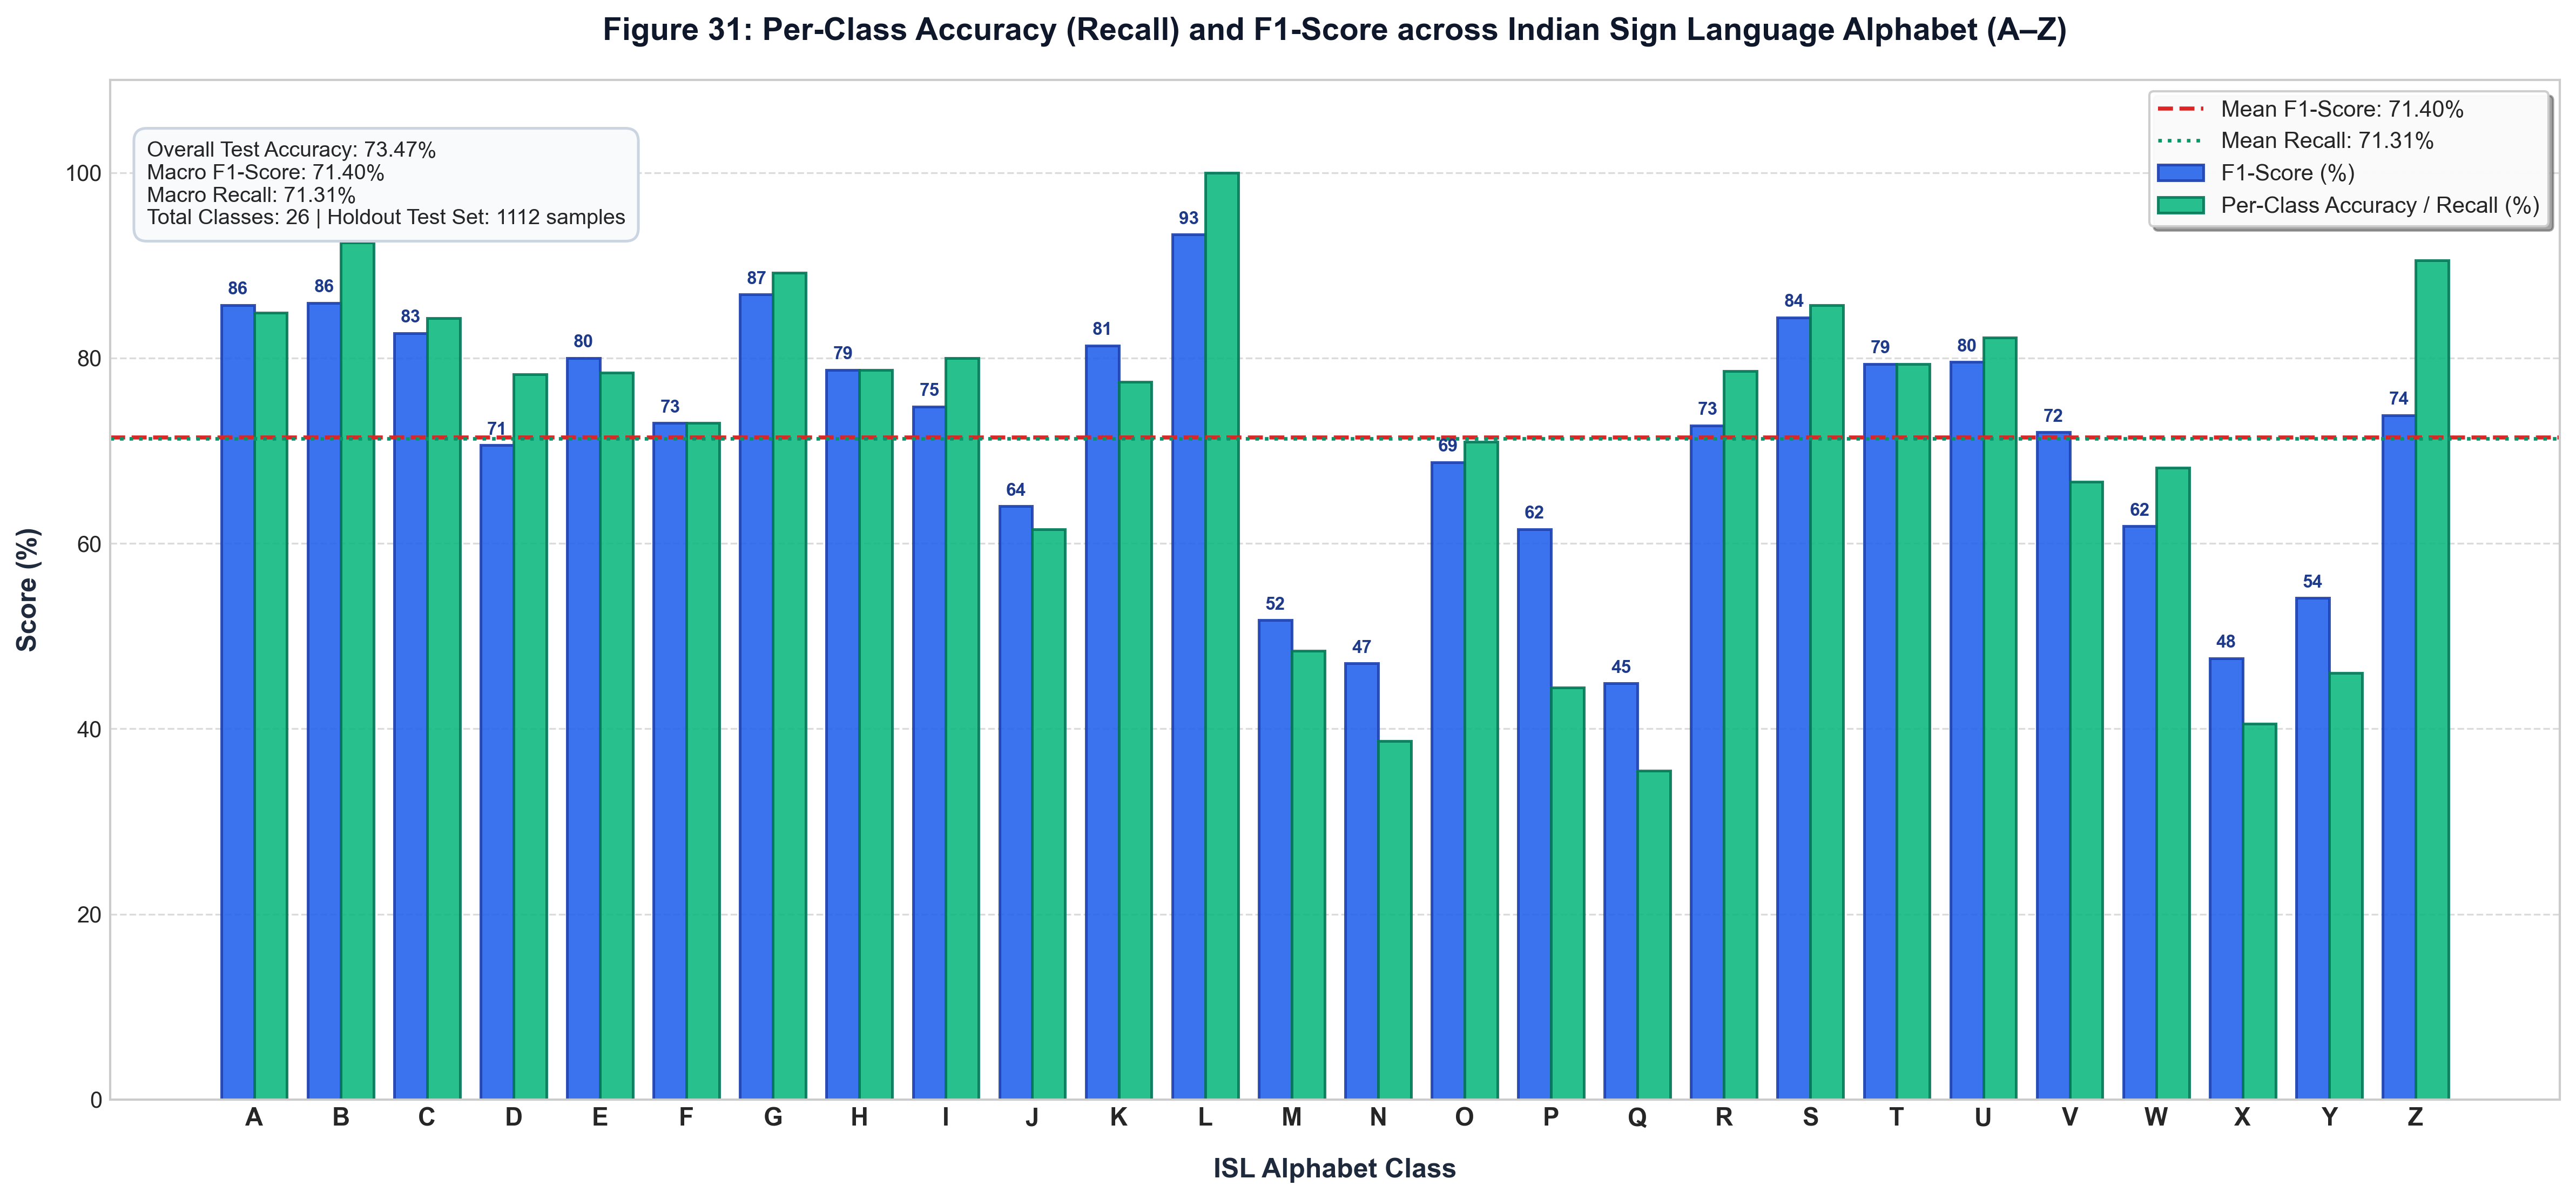 Figure 31: Per-Class Accuracy (Recall) and F1-Score across Indian Sign Language Alphabet (A–Z)
Overall Test Accuracy: 73.47%
Macro F1-Score: 71.40%
Macro Recall: 71.31%
Total Classes: 26 | Holdout Test Set: 1112 samples
Mean F1-Score: 71.40%
Mean Recall: 71.31%
F1-Score (%)
Per-Class Accuracy / Recall (%)
Score (%)
100
80
60
40
20
0
86 86 83 71 80 73 87 79 75 64 81 93 52 47 69 62 45 73 84 79 80 72 62 48 54 74
A B C D E F G H I J K L M N O P Q R S T U V W X Y Z
ISL Alphabet Class